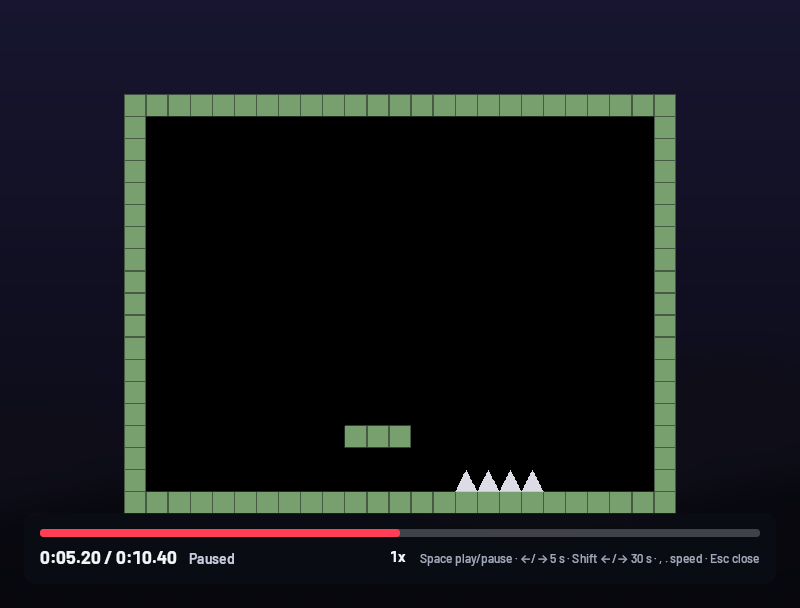 0:05.20 / 0:10.40 Paused 1x Space play/pause · ←/→ 5 s · Shift ←/→ 30 s · , . speed · Esc close